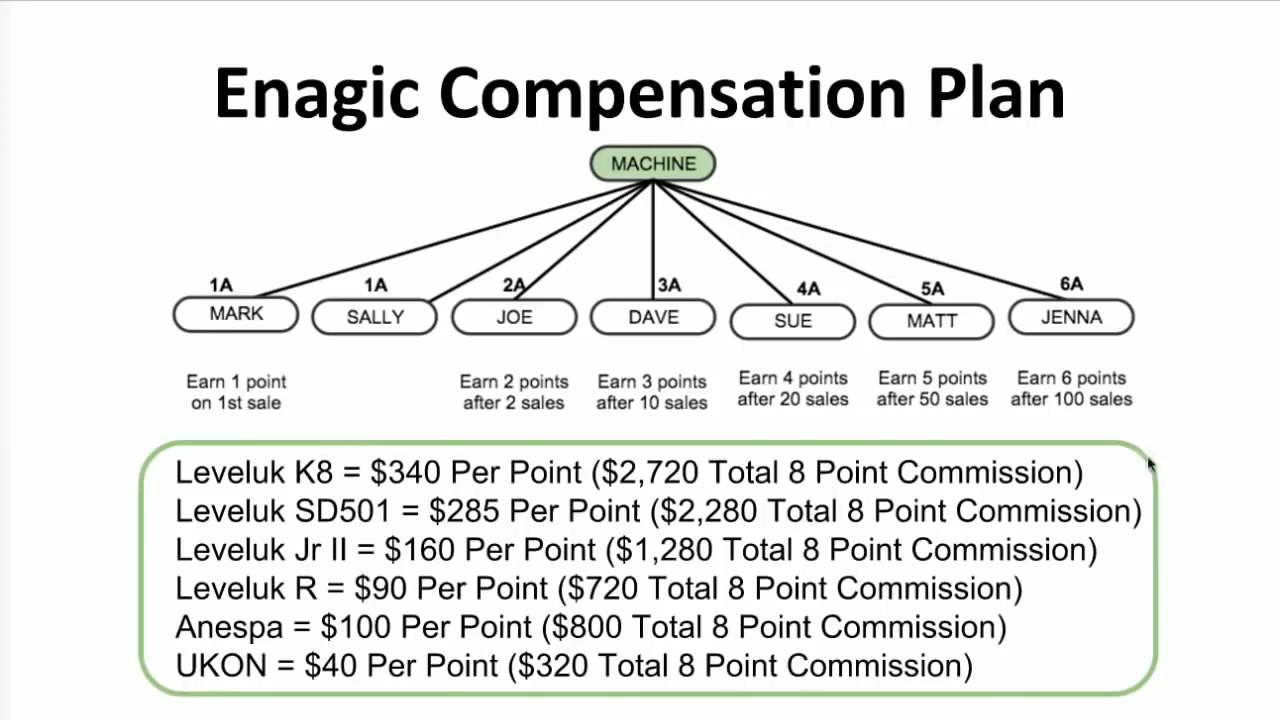 Enagic Compensation Plan
MACHINE
1A 1A 2A 3A 4A 5A 6A
MARK SALLY JOE DAVE SUE MATT JENNA
Earn 1 point
on 1st sale
Earn 2 points
after 2 sales
Earn 3 points
after 10 sales
Earn 4 points
after 20 sales
Earn 5 points
after 50 sales
Earn 6 points
after 100 sales
Leveluk K8 = $340 Per Point ($2,720 Total 8 Point Commission)
Leveluk SD501 = $285 Per Point ($2,280 Total 8 Point Commission)
Leveluk Jr II = $160 Per Point ($1,280 Total 8 Point Commission)
Leveluk R = $90 Per Point ($720 Total 8 Point Commission)
Anespa = $100 Per Point ($800 Total 8 Point Commission)
UKON = $40 Per Point ($320 Total 8 Point Commission)